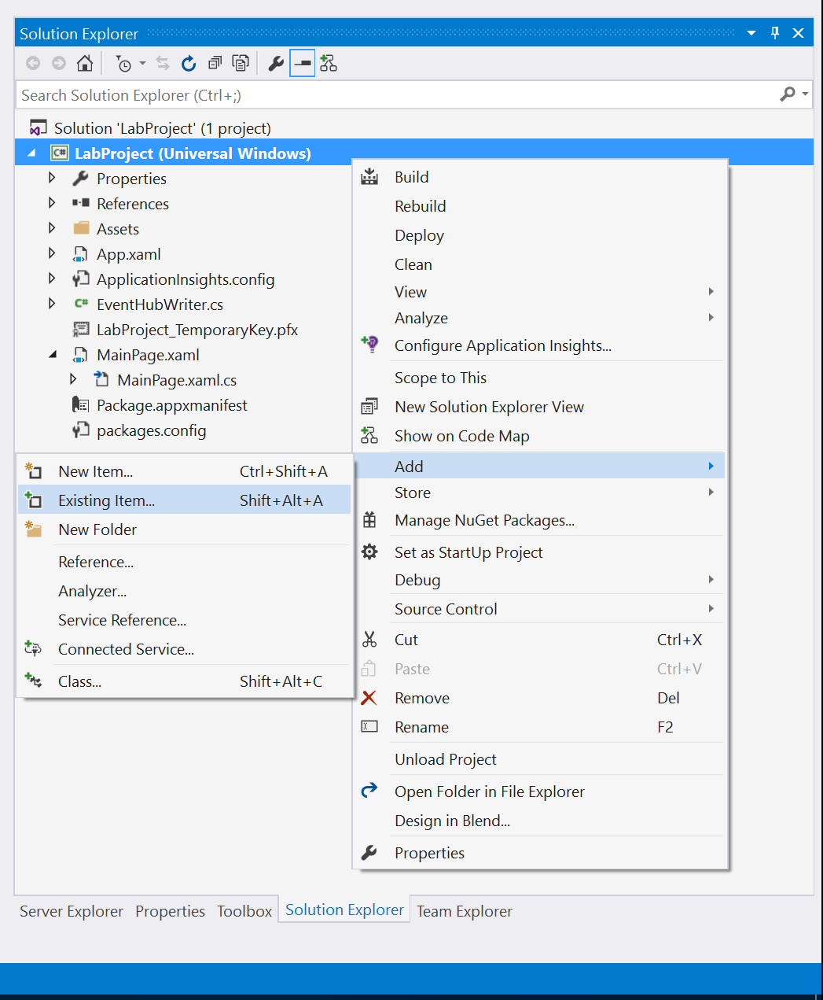 Solution Explorer
Search Solution Explorer (Ctrl+;)
Solution 'LabProject' (1 project)
C# LabProject (Universal Windows)
Properties
References
Assets
App.xaml
ApplicationInsights.config
C# EventHubWriter.cs
LabProject_TemporaryKey.pfx
MainPage.xaml
MainPage.xaml.cs
Package.appxmanifest
packages.config
Build
Rebuild
Deploy
Clean
View
Analyze
Configure Application Insights...
Scope to This
New Solution Explorer View
Show on Code Map
Add
Store
Manage NuGet Packages...
Set as StartUp Project
Debug
Source Control
Cut Ctrl+X
Paste Ctrl+V
Remove Del
Rename F2
Unload Project
Open Folder in File Explorer
Design in Blend...
Properties
New Item... Ctrl+Shift+A
Existing Item... Shift+Alt+A
New Folder
Reference...
Analyzer...
Service Reference...
Connected Service...
Class... Shift+Alt+C
Server Explorer Properties Toolbox Solution Explorer Team Explorer